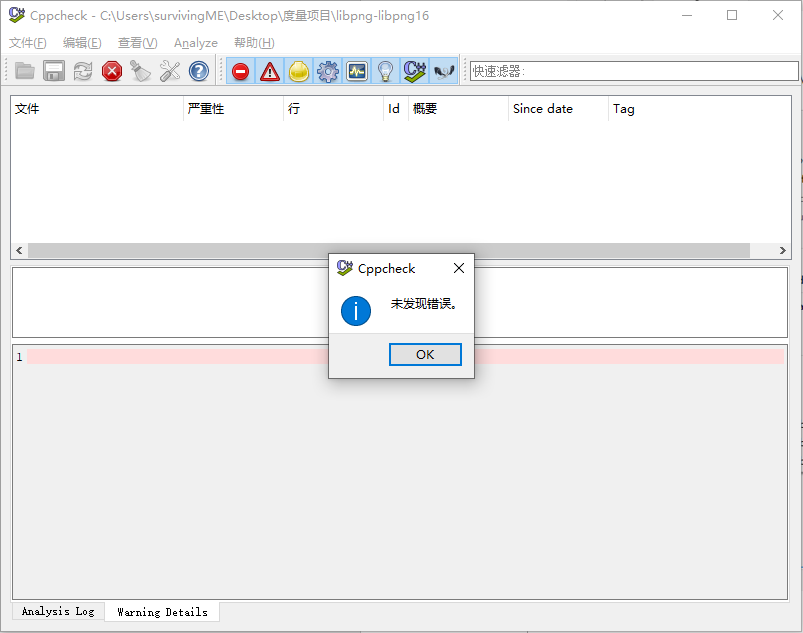 Cppcheck - C:\Users\survivingME\Desktop\度量项目\libpng-libpng16
文件(F) 编辑(E) 查看(V) Analyze 帮助(H)
快速滤器:
文件 严重性 行 Id 概要 Since date Tag
Cppcheck
未发现错误。
OK
1
Analysis Log Warning Details